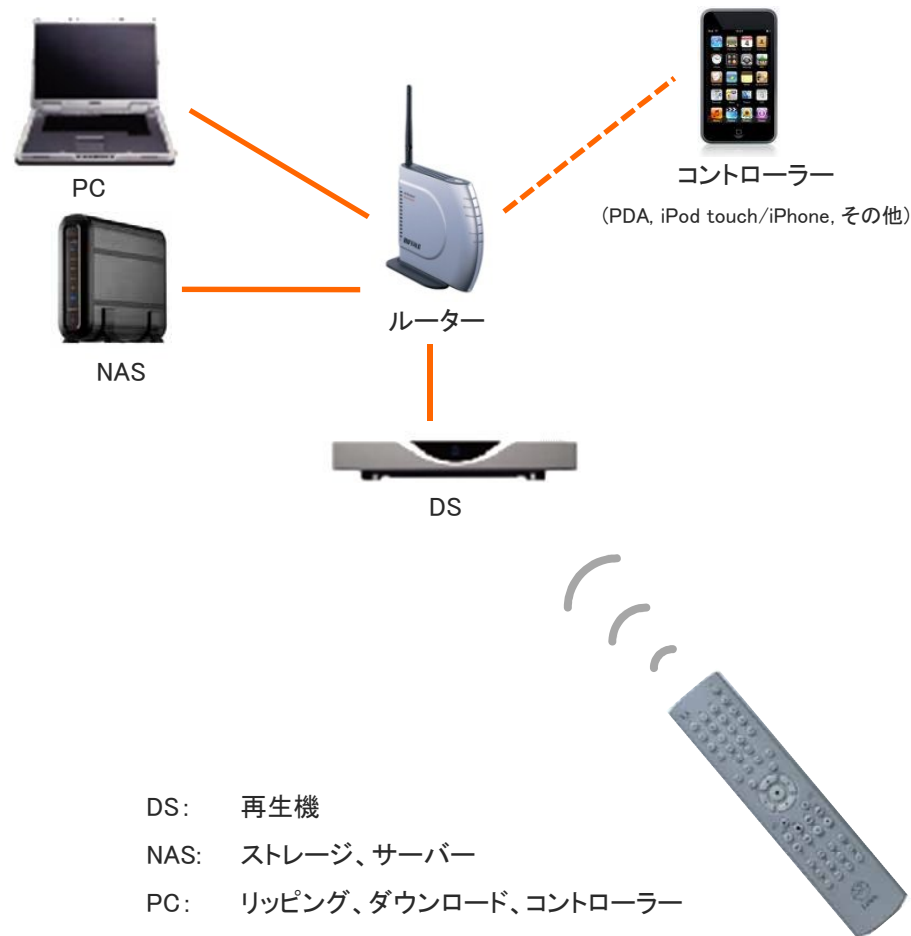 PC
コントローラー
(PDA, iPod touch/iPhone, その他)
ルーター
NAS
DS
DS: 再生機
NAS: ストレージ、サーバー
PC: リッピング、ダウンロード、コントローラー